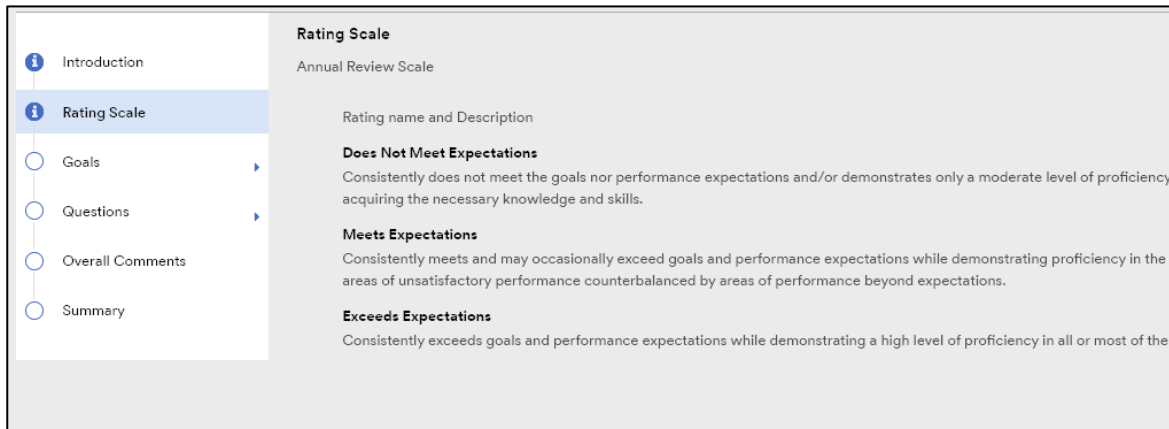 Introduction
Rating Scale
Goals
Questions
Overall Comments
Summary
Rating Scale
Annual Review Scale
Rating name and Description
Does Not Meet Expectations
Consistently does not meet the goals nor performance expectations and/or demonstrates only a moderate level of proficiency
acquiring the necessary knowledge and skills.
Meets Expectations
Consistently meets and may occasionally exceed goals and performance expectations while demonstrating proficiency in the
areas of unsatisfactory performance counterbalanced by areas of performance beyond expectations.
Exceeds Expectations
Consistently exceeds goals and performance expectations while demonstrating a high level of proficiency in all or most of the